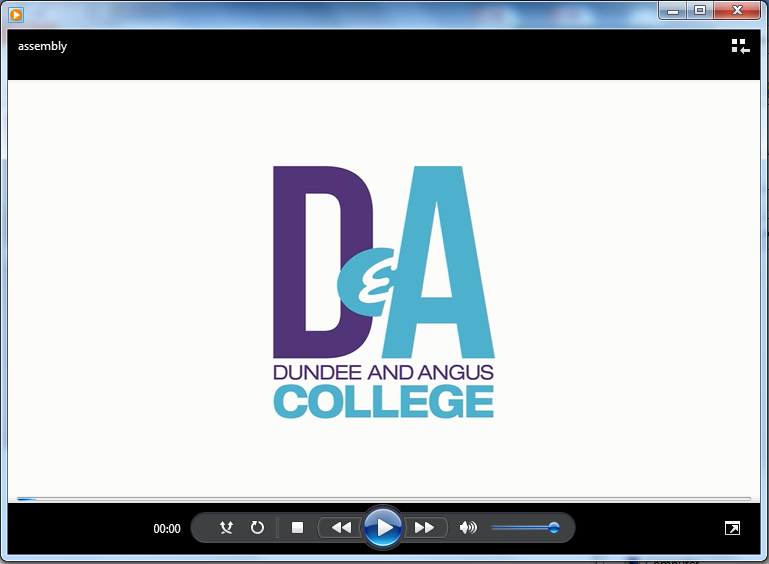 assembly
D&A
DUNDEE AND ANGUS
COLLEGE
00:00